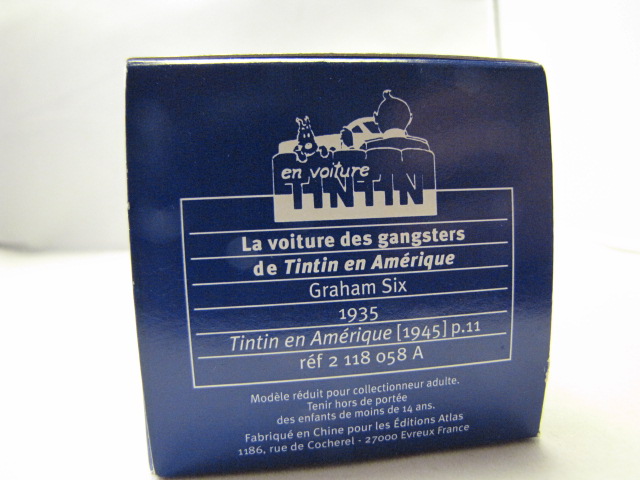 en voiture
TINTIN
La voiture des gangsters
de Tintin en Amérique
Graham Six
1935
Tintin en Amérique [1945] p.11
réf 2 118 058 A
Modèle réduit pour collectionneur adulte.
Tenir hors de portée
des enfants de moins de 14 ans.
Fabriqué en Chine pour les Éditions Atlas
1186, rue de Cocherel - 27000 Evreux France